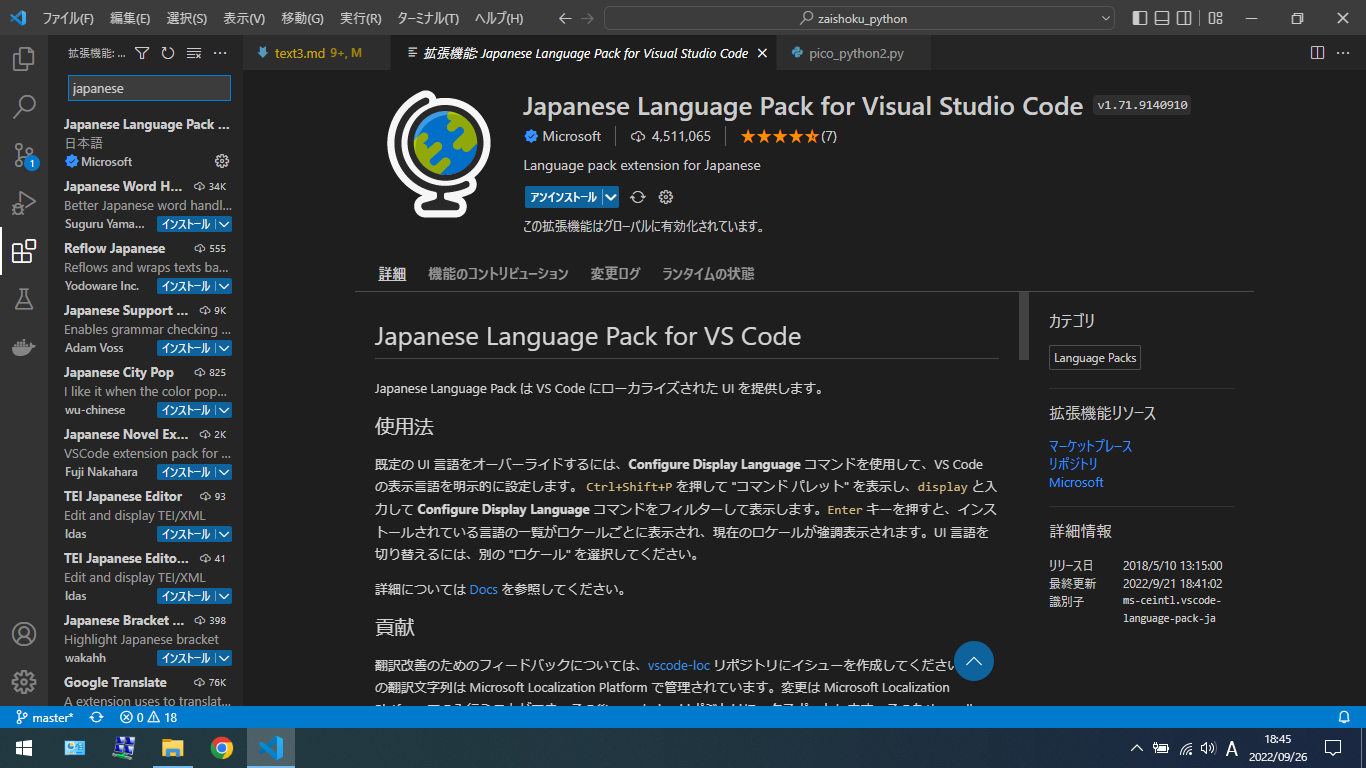 ファイル(F) 編集(E) 選択(S) 表示(V) 移動(G) 実行(R) ターミナル(T) ヘルプ(H) zaishoku_python
拡張機能: ...
text3.md 9+, M
拡張機能: Japanese Language Pack for Visual Studio Code
pico_python2.py
japanese
Japanese Language Pack ...
日本語
Microsoft
Japanese Word H... 34K
Better Japanese word handl...
Suguru Yama... インストール
Reflow Japanese 555
Reflows and wraps texts ba...
Yodoware Inc. インストール
Japanese Support ... 9K
Enables grammar checking ...
Adam Voss インストール
Japanese City Pop 825
I like it when the color pop...
wu-chinese インストール
Japanese Novel Ex... 2K
VSCode extension pack for ...
Fuji Nakahara インストール
TEI Japanese Editor 93
Edit and display TEI/XML
ldas インストール
TEI Japanese Edito... 41
Edit and display TEI/XML
ldas インストール
Japanese Bracket ... 398
Highlight Japanese bracket
wakahh インストール
Google Translate 76K
A extension uses to translat...
1
Japanese Language Pack for Visual Studio Code v1.71.9140910
Microsoft 4,511,065 (7)
Language pack extension for Japanese
アンインストール
この拡張機能はグローバルに有効化されています。
詳細 機能のコントリビューション 変更ログ ランタイムの状態
Japanese Language Pack for VS Code
Japanese Language Pack は VS Code にローカライズされた UI を提供します。
使用法
既定の UI 言語をオーバーライドするには、Configure Display Language コマンドを使用して、VS Code
の表示言語を明示的に設定します。 Ctrl+Shift+P を押して "コマンド パレット" を表示し、display と入
力して Configure Display Language コマンドをフィルターして表示します。Enter キーを押すと、インス
トールされている言語の一覧がロケールごとに表示され、現在のロケールが強調表示されます。UI 言語を
切り替えるには、別の "ロケール" を選択してください。
詳細については Docs を参照してください。
貢献
翻訳改善のためのフィードバックについては、vscode-loc リポジトリにイシューを作成してください
の翻訳文字列は Microsoft Localization Platform で管理されています。変更は Microsoft Localization
カテゴリ
Language Packs
拡張機能リソース
マーケットプレース
リポジトリ
Microsoft
詳細情報
リリース日 2018/5/10 13:15:00
最終更新 2022/9/21 18:41:02
識別子 ms-ceintl.vscode-
language-pack-ja
master* 0 18
A 18:45
2022/09/26